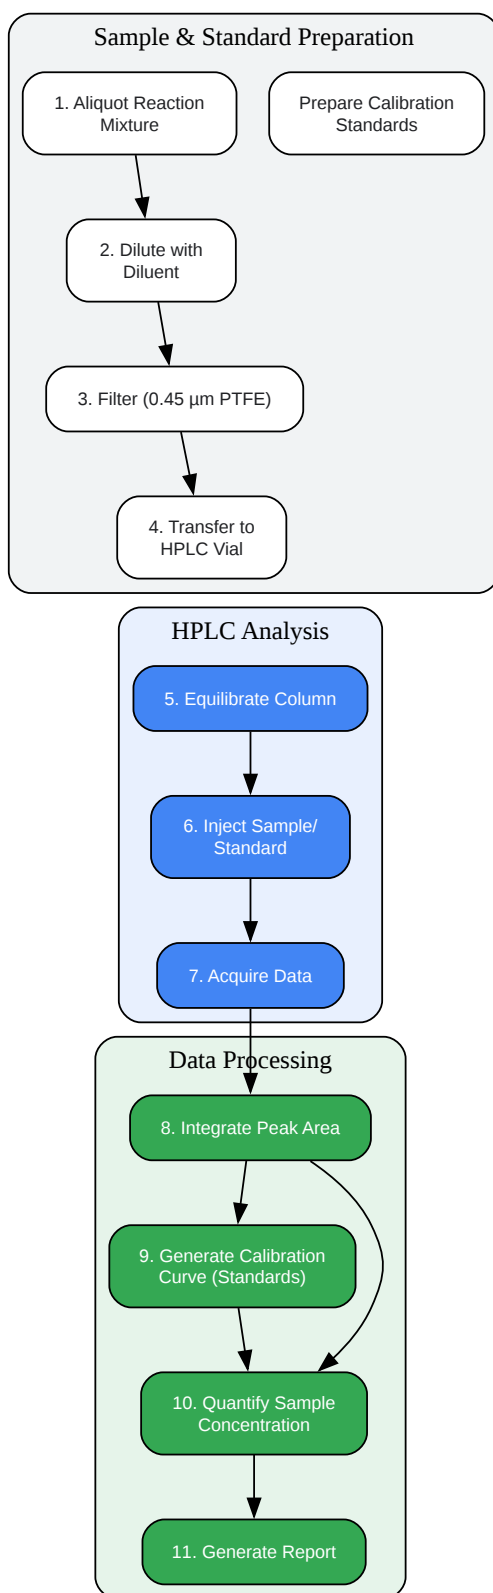 Sample & Standard Preparation
1. Aliquot Reaction
Mixture
Prepare Calibration
Standards
2. Dilute with
Diluent
3. Filter (0.45 µm PTFE)
4. Transfer to
HPLC Vial
HPLC Analysis
5. Equilibrate Column
6. Inject Sample/
Standard
7. Acquire Data
Data Processing
8. Integrate Peak Area
9. Generate Calibration
Curve (Standards)
10. Quantify Sample
Concentration
11. Generate Report